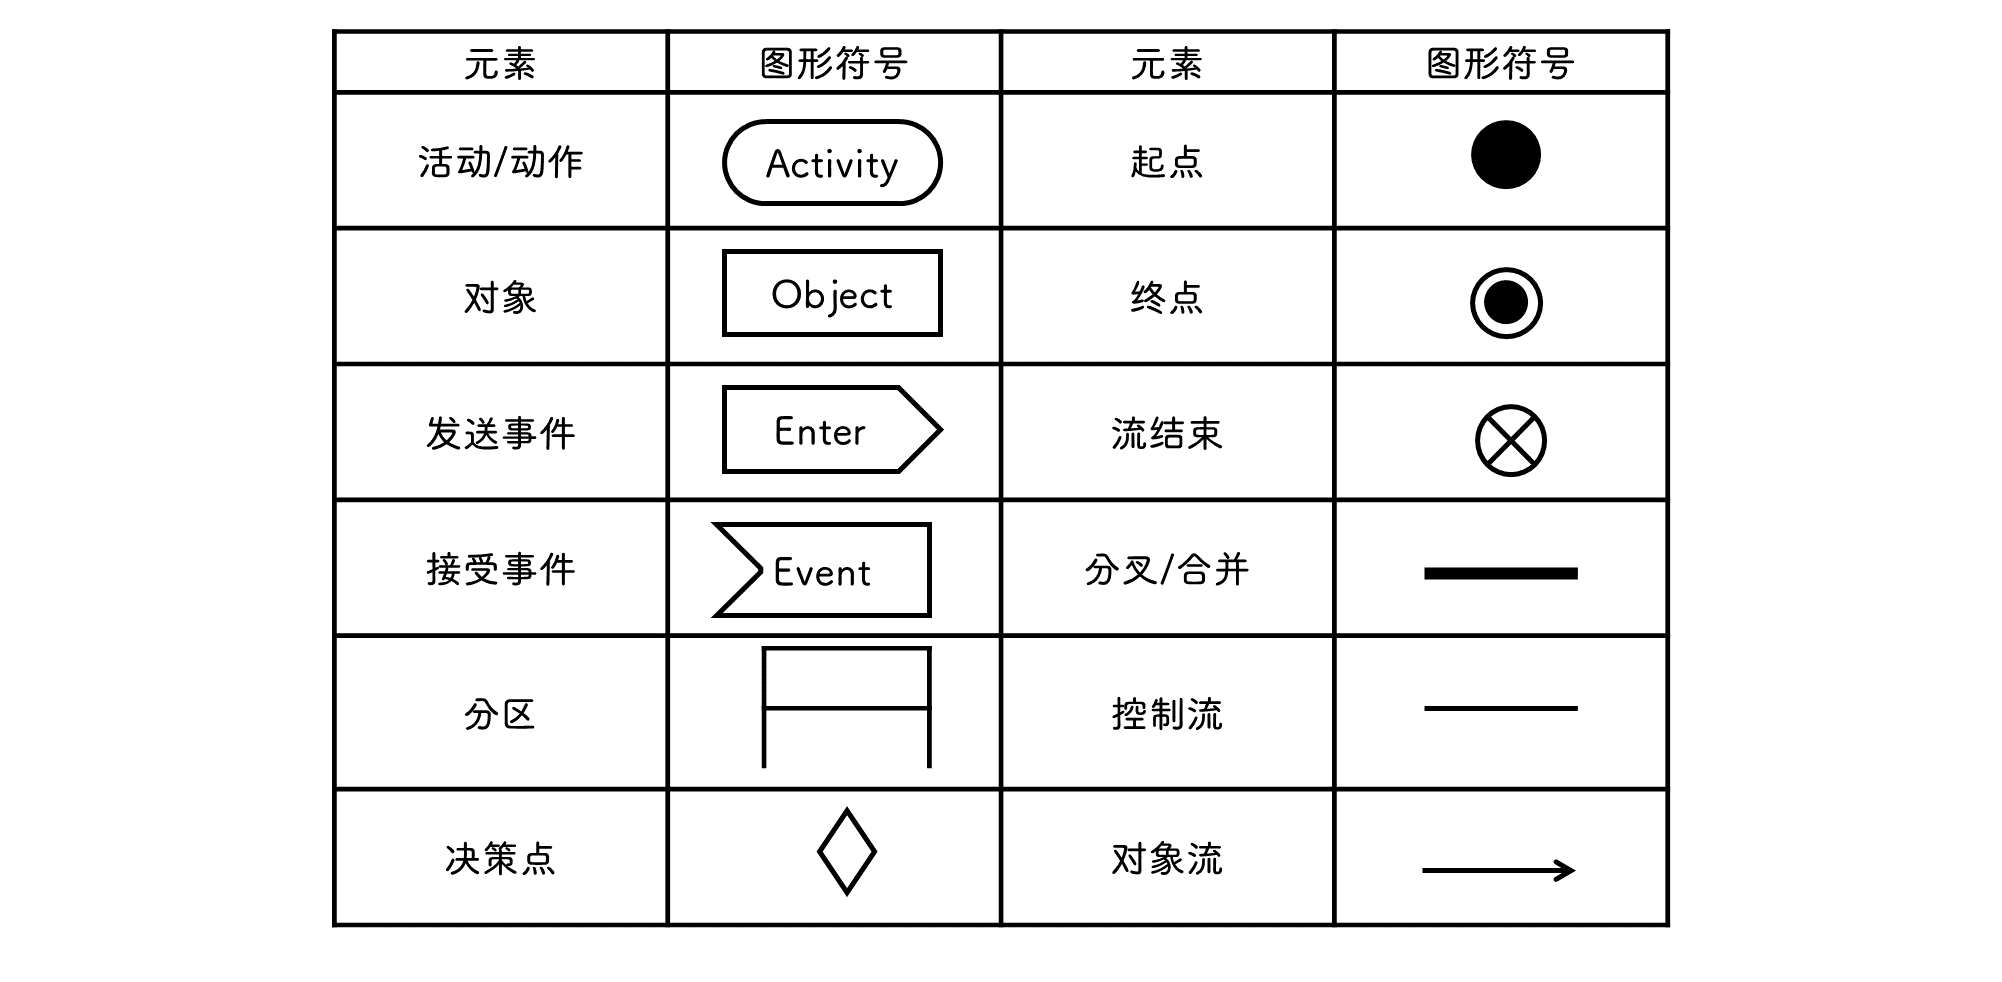 元素 图形符号 元素 图形符号
活动/动作 Activity 起点
对象 Object 终点
发送事件 Enter 流结束
接受事件 Event 分叉/合并
分区 控制流
决策点 对象流